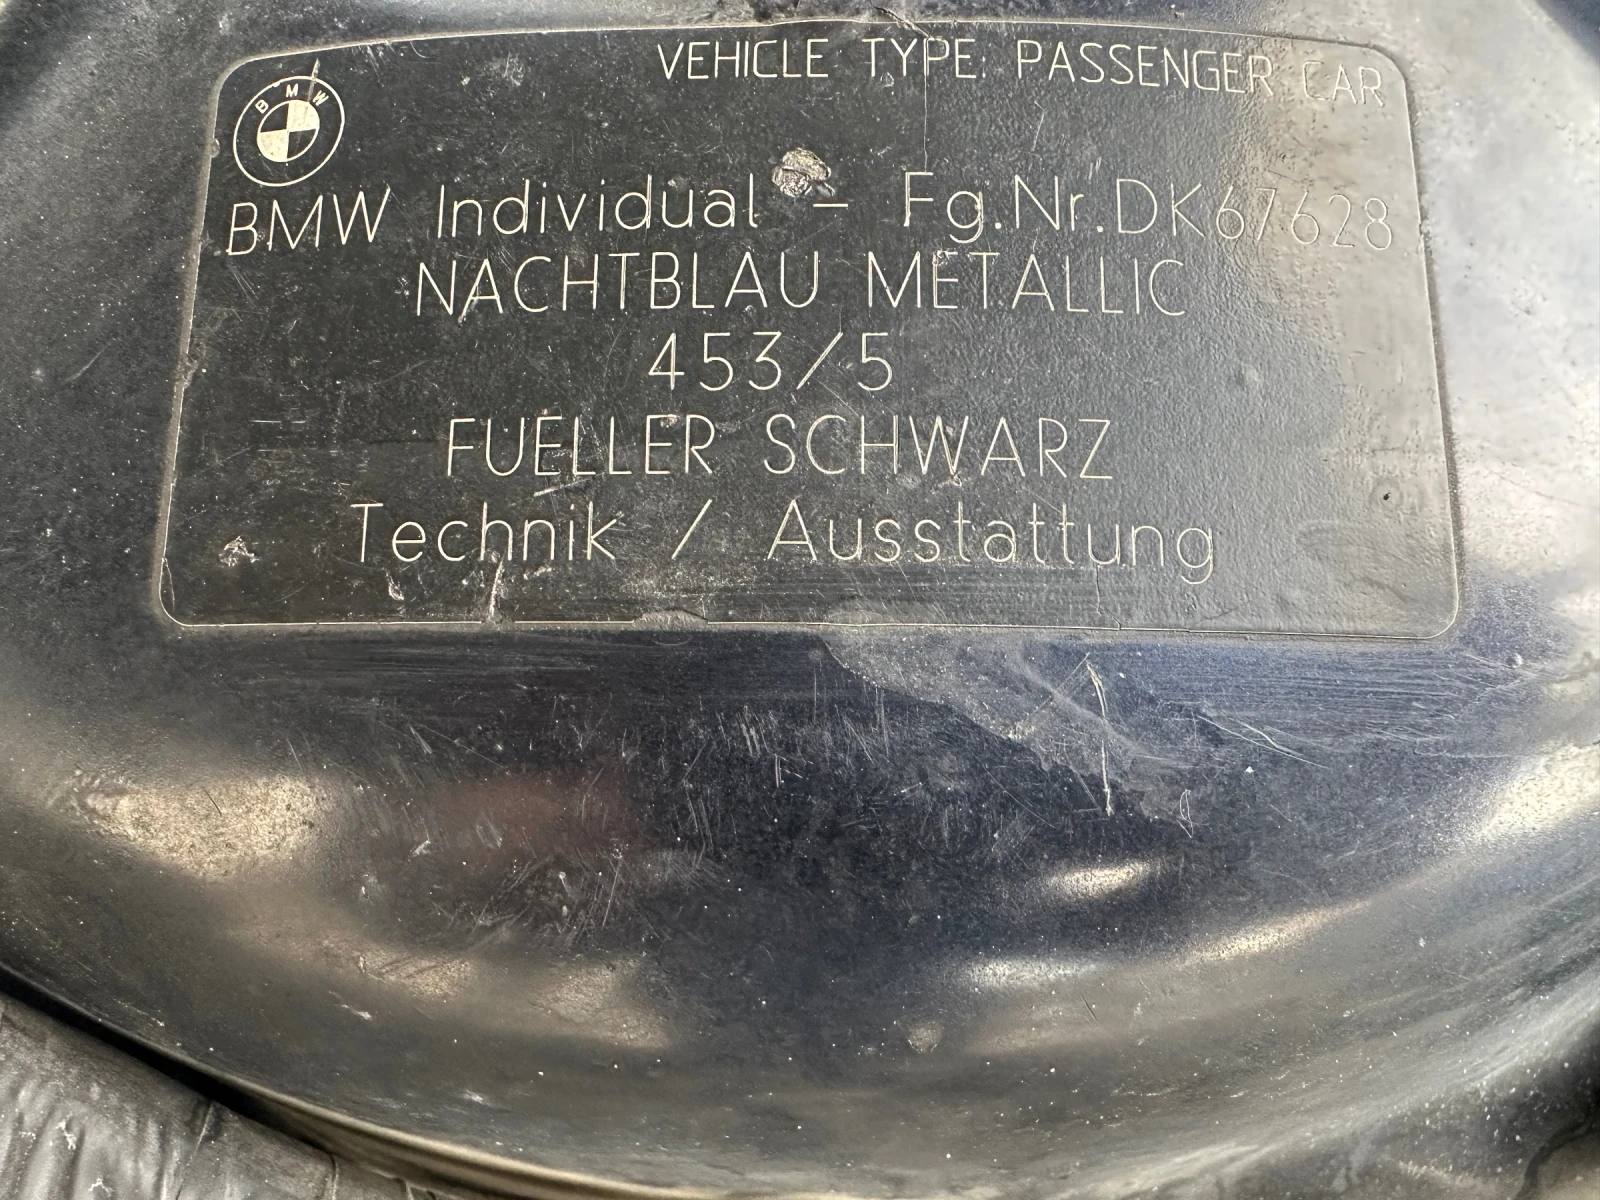 VEHICLE TYPE: PASSENGER CAR
BMW
BMW Individual - Fg.Nr.DK67628
NACHTBLAU METALLIC
453/5
FUELLER SCHWARZ
Technik / Ausstattung